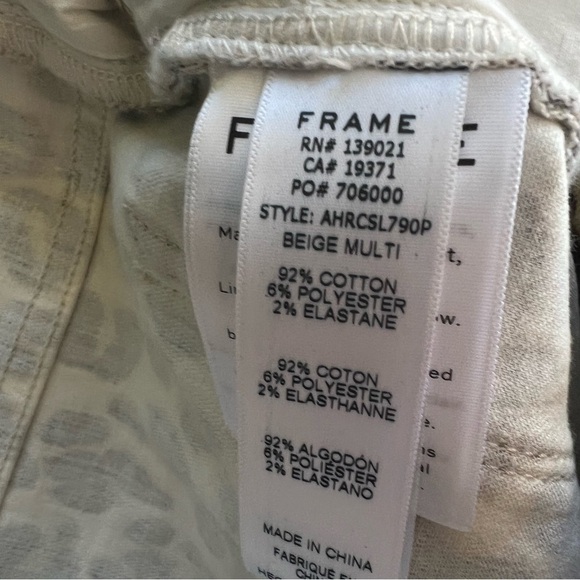 FRAME
RN# 139021
CA# 19371
PO# 706000
STYLE: AHRCSL790P
BEIGE MULTI
92% COTTON
6% POLYESTER
2% ELASTANE
92% COTON
6% POLYESTER
2% ELASTHANNE
92% ALGODÓN
6% POLIÉSTER
2% ELASTANO
MADE IN CHINA
FABRIQUE